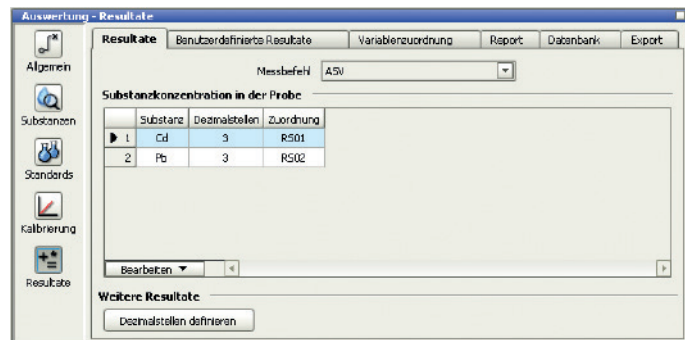 Auswertung - Resultate
Allgemein
Substanzen
Standards
Kalibrierung
Resultate
Resultate Benutzerdefinierte Resultate Variablenzuordnung Report Datenbank Export
Messbefehl ASV
Substanzkonzentration in der Probe
Substanz Dezimalstellen Zuordnung
1 Cd 3 RS01
2 Pb 3 RS02
Bearbeiten
Weitere Resultate
Dezimalstellen definieren